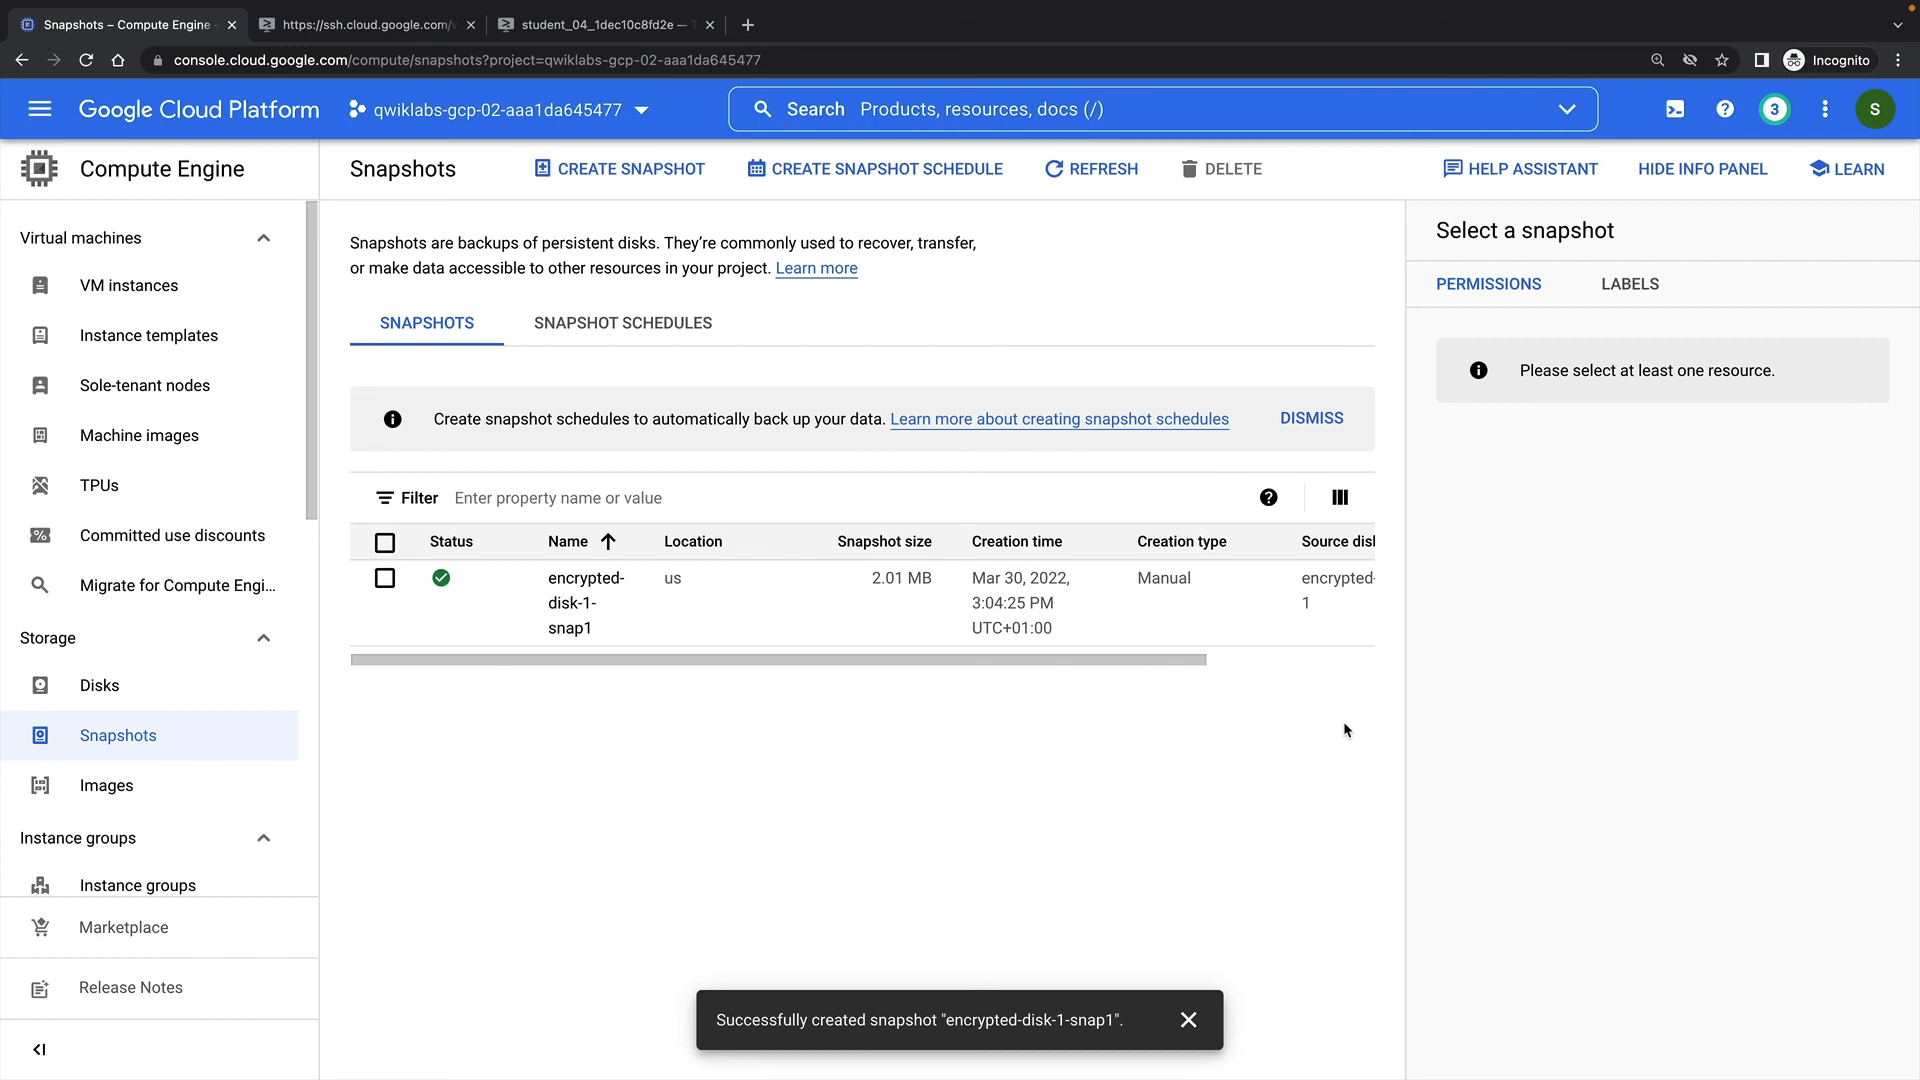 Snapshots – Compute Engine
https://ssh.cloud.google.com/v
student_04_1dec10c8fd2e —
console.cloud.google.com/compute/snapshots?project=qwiklabs-gcp-02-aaa1da645477
Incognito
Google Cloud Platform
qwiklabs-gcp-02-aaa1da645477
Search Products, resources, docs (/)
3
S
Compute Engine
Snapshots
CREATE SNAPSHOT
CREATE SNAPSHOT SCHEDULE
REFRESH
DELETE
HELP ASSISTANT
HIDE INFO PANEL
LEARN
Virtual machines
VM instances
Instance templates
Sole-tenant nodes
Machine images
TPUs
Committed use discounts
Migrate for Compute Engi...
Storage
Disks
Snapshots
Images
Instance groups
Instance groups
Marketplace
Release Notes
Snapshots are backups of persistent disks. They’re commonly used to recover, transfer,
or make data accessible to other resources in your project. Learn more
SNAPSHOTS
SNAPSHOT SCHEDULES
Create snapshot schedules to automatically back up your data. Learn more about creating snapshot schedules
DISMISS
Filter Enter property name or value
Status Name Location Snapshot size Creation time Creation type Source dis
encrypted- us 2.01 MB Mar 30, 2022, Manual encrypted-
disk-1- 3:04:25 PM 1
snap1 UTC+01:00
Select a snapshot
PERMISSIONS
LABELS
Please select at least one resource.
Successfully created snapshot "encrypted-disk-1-snap1".